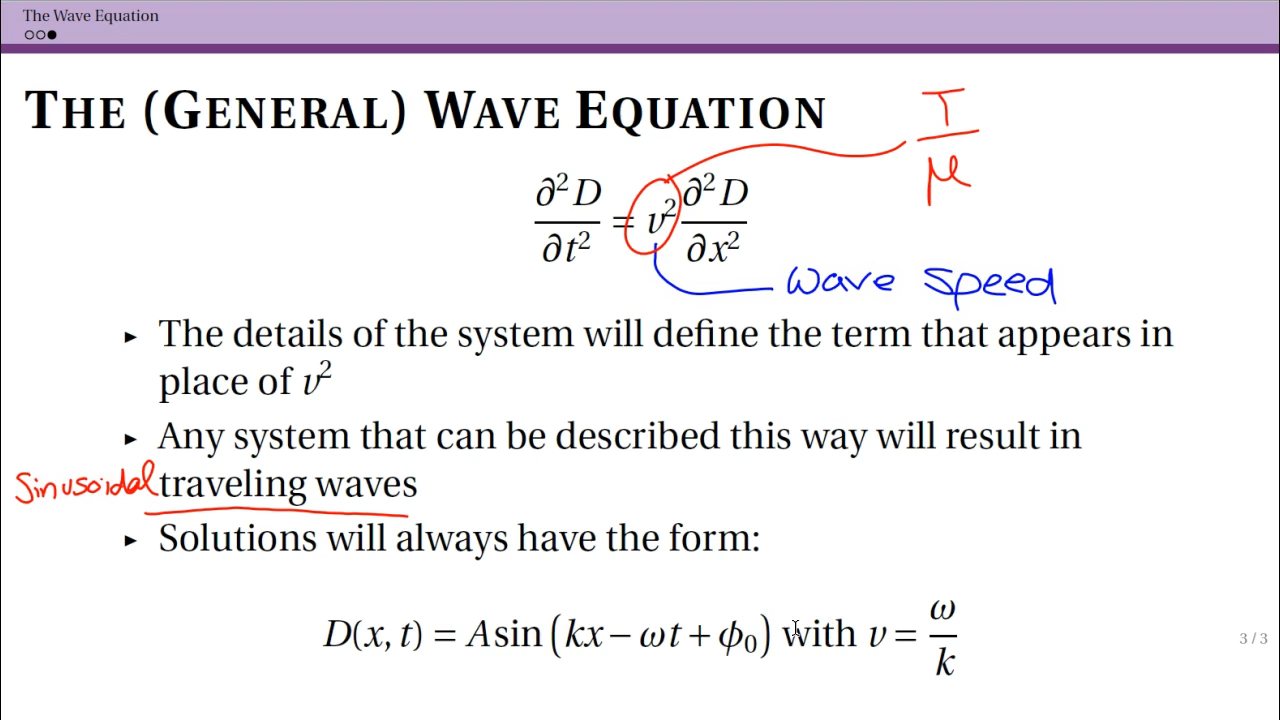 The Wave Equation
THE (GENERAL) WAVE EQUATION
T/μ
∂²D/∂t² = v² ∂²D/∂x²
wave speed
▸ The details of the system will define the term that appears in
place of v²
▸ Any system that can be described this way will result in
sinusoidal traveling waves
▸ Solutions will always have the form:
D(x, t) = A sin (kx − ωt + ϕ₀) with v = ω/k
3 / 3